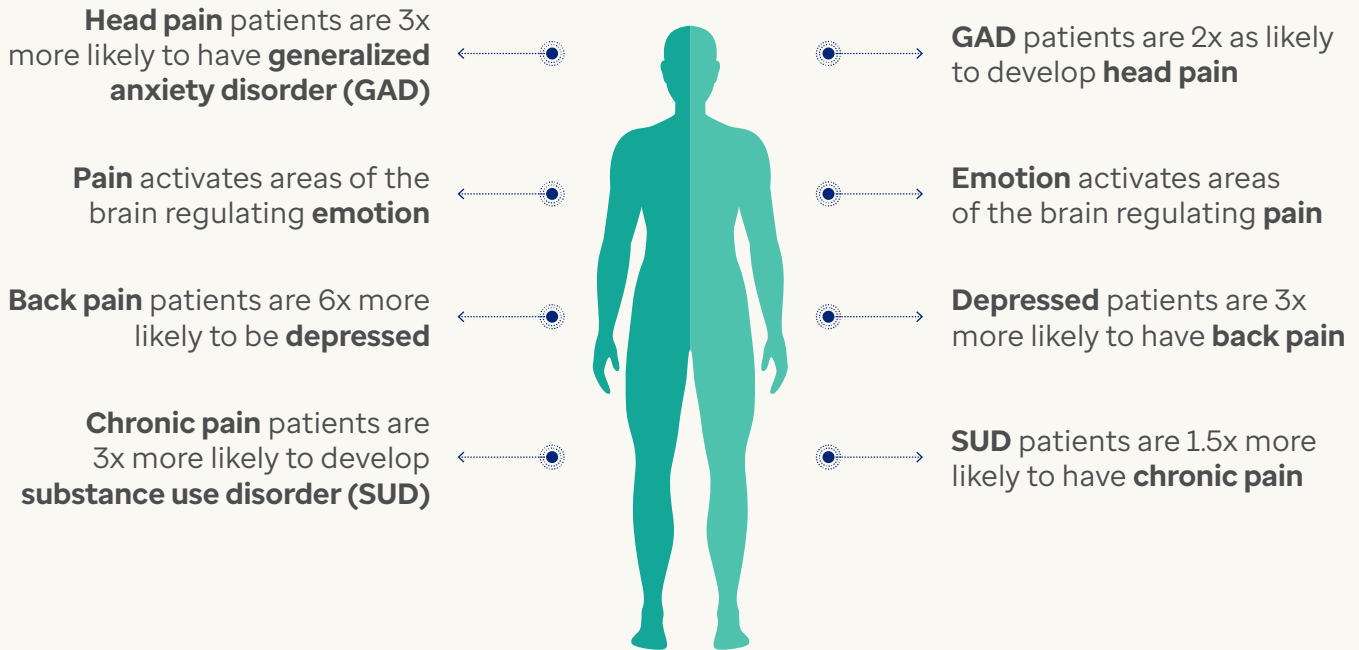 Head pain patients are 3x
more likely to have generalized
anxiety disorder (GAD)
GAD patients are 2x as likely
to develop head pain
Pain activates areas of the
brain regulating emotion
Emotion activates areas
of the brain regulating pain
Back pain patients are 6x more
likely to be depressed
Depressed patients are 3x
more likely to have back pain
Chronic pain patients are
3x more likely to develop
substance use disorder (SUD)
SUD patients are 1.5x more
likely to have chronic pain